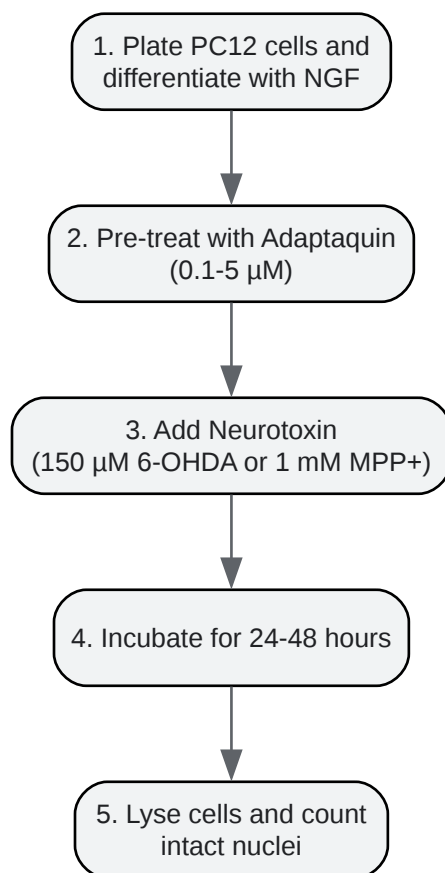 1. Plate PC12 cells and
differentiate with NGF
2. Pre-treat with Adaptaquin
(0.1-5 µM)
3. Add Neurotoxin
(150 µM 6-OHDA or 1 mM MPP+)
4. Incubate for 24-48 hours
5. Lyse cells and count
intact nuclei